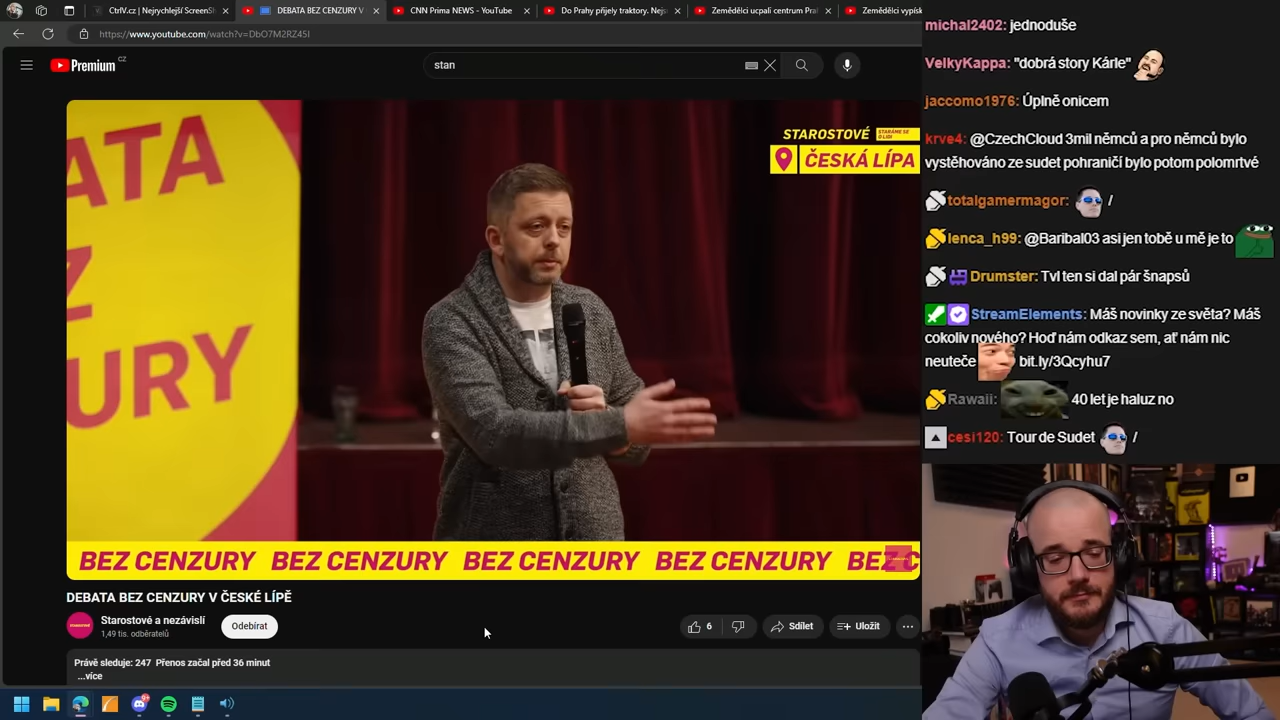 CtrlV.cz | Nejrychlejší ScreenSh
DEBATA BEZ CENZURY V
CNN Prima NEWS - YouTube
Do Prahy přijely traktory. Nejs
Zemědělci ucpali centrum Pra
Zemědělci vypísk
https://www.youtube.com/watch?v=DbO7M2RZ45I
Premium CZ
stan
BATA
Z
URY
STAROSTOVÉ
STARÁME SE
O LIDI
ČESKÁ LÍPA
BEZ CENZURY BEZ CENZURY BEZ CENZURY BEZ CENZURY BEZ C
DEBATA BEZ CENZURY V ČESKÉ LÍPĚ
Starostové a nezávislí
1,49 tis. odběratelů
Odebírat
6
Sdílet
Uložit
Právě sleduje: 247 Přenos začal před 36 minut
...více
michal2402: jednoduše
VelkyKappa: "dobrá story Kárle"
jaccomo1976: Úplně onicem
krve4: @CzechCloud 3mil němců a pro němců bylo
vystěhováno ze sudet pohraničí bylo potom polomrtvé
totalgamermagor: /
lenca_h99: @Baribal03 asi jen tobě u mě je to
Drumster: Tvl ten si dal pár šnapsů
StreamElements: Máš novinky ze světa? Máš
cokoliv nového? Hoď nám odkaz sem, ať nám nic
neuteče bit.ly/3Qcyhu7
Rawaii: 40 let je haluz no
cesi120: Tour de Sudet /